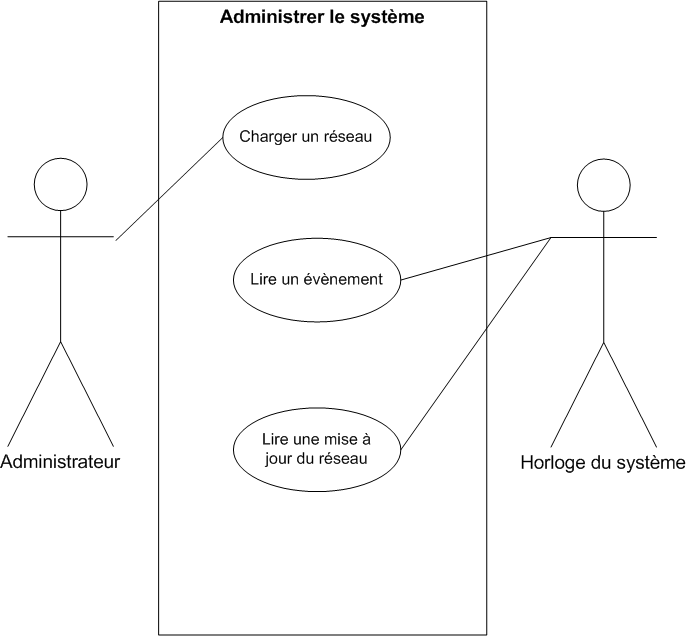 Administrer le système
Charger un réseau
Lire un évènement
Lire une mise à
jour du réseau
Administrateur
Horloge du système